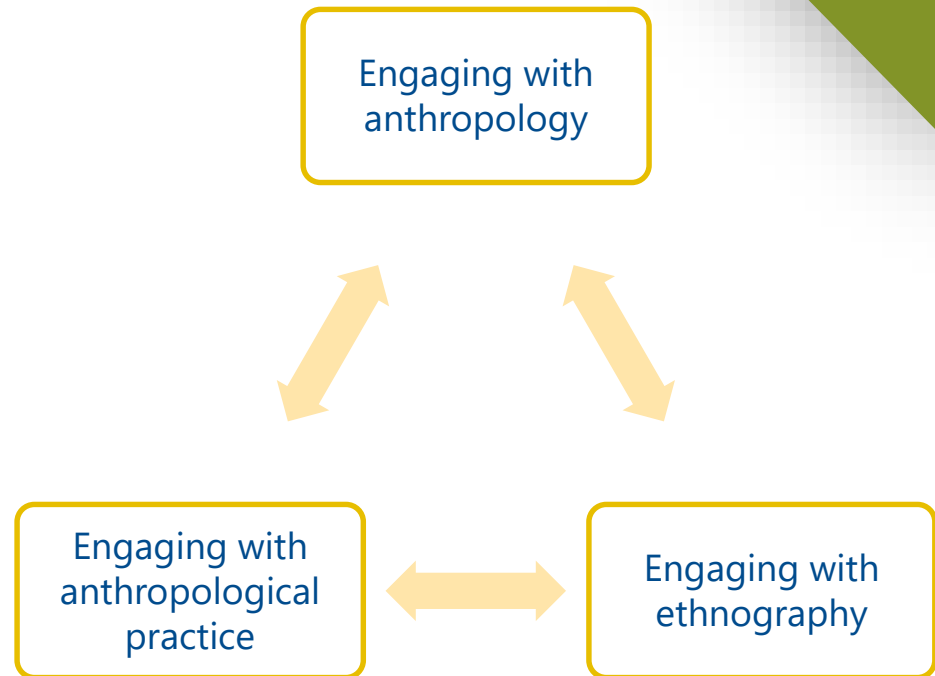 Engaging with
anthropology
Engaging with
anthropological
practice
Engaging with
ethnography